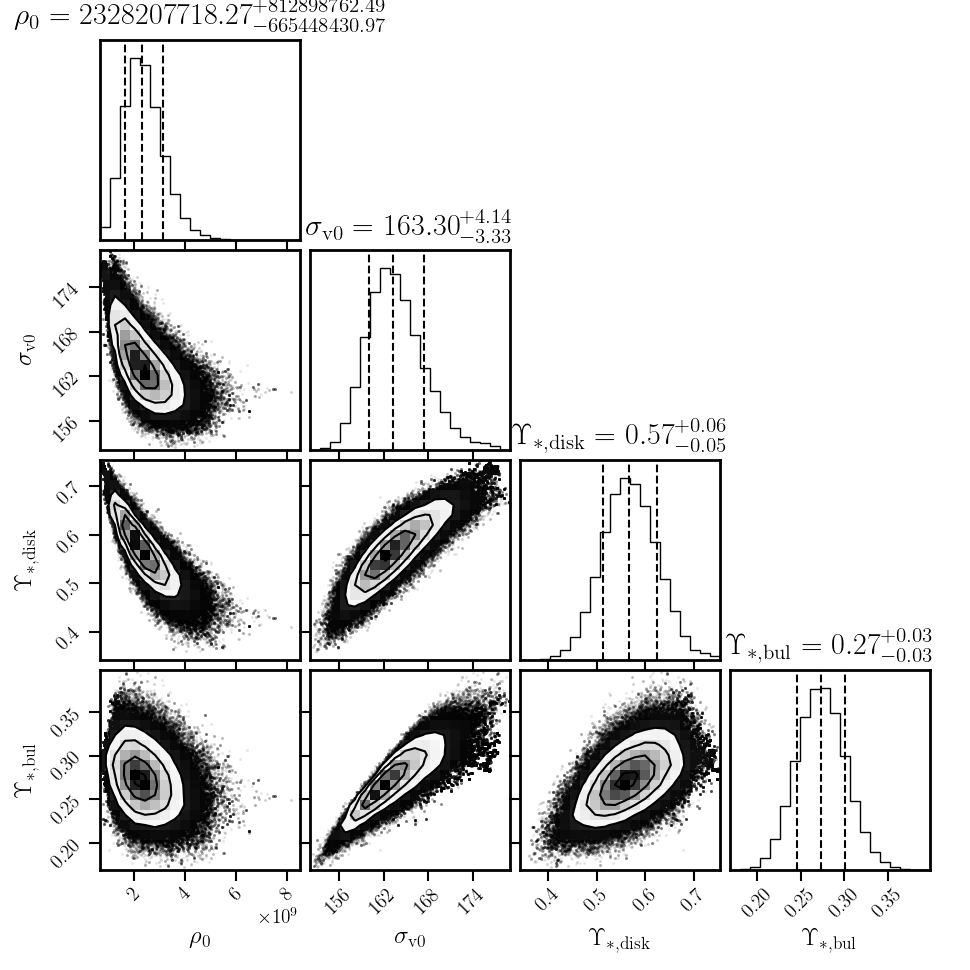 ρ₀ = 2328207718.27⁺⁸¹²⁸⁹⁸⁷⁶²·⁴⁹₋₆₆₅₄₄₈₄₃₀.₉₇
σᵥ₀ = 163.30⁺⁴·¹⁴₋₃.₃₃
σᵥ₀
174
168
162
156
Υ*,disk = 0.57⁺⁰·⁰⁶₋₀.₀₅
Υ*,disk
0.7
0.6
0.5
0.4
Υ*,bul = 0.27⁺⁰·⁰³₋₀.₀₃
Υ*,bul
0.35
0.30
0.25
0.20
2 4 6 8
×10⁹
ρ₀
156 162 168 174
σᵥ₀
0.4 0.5 0.6 0.7
Υ*,disk
0.20 0.25 0.30 0.35
Υ*,bul